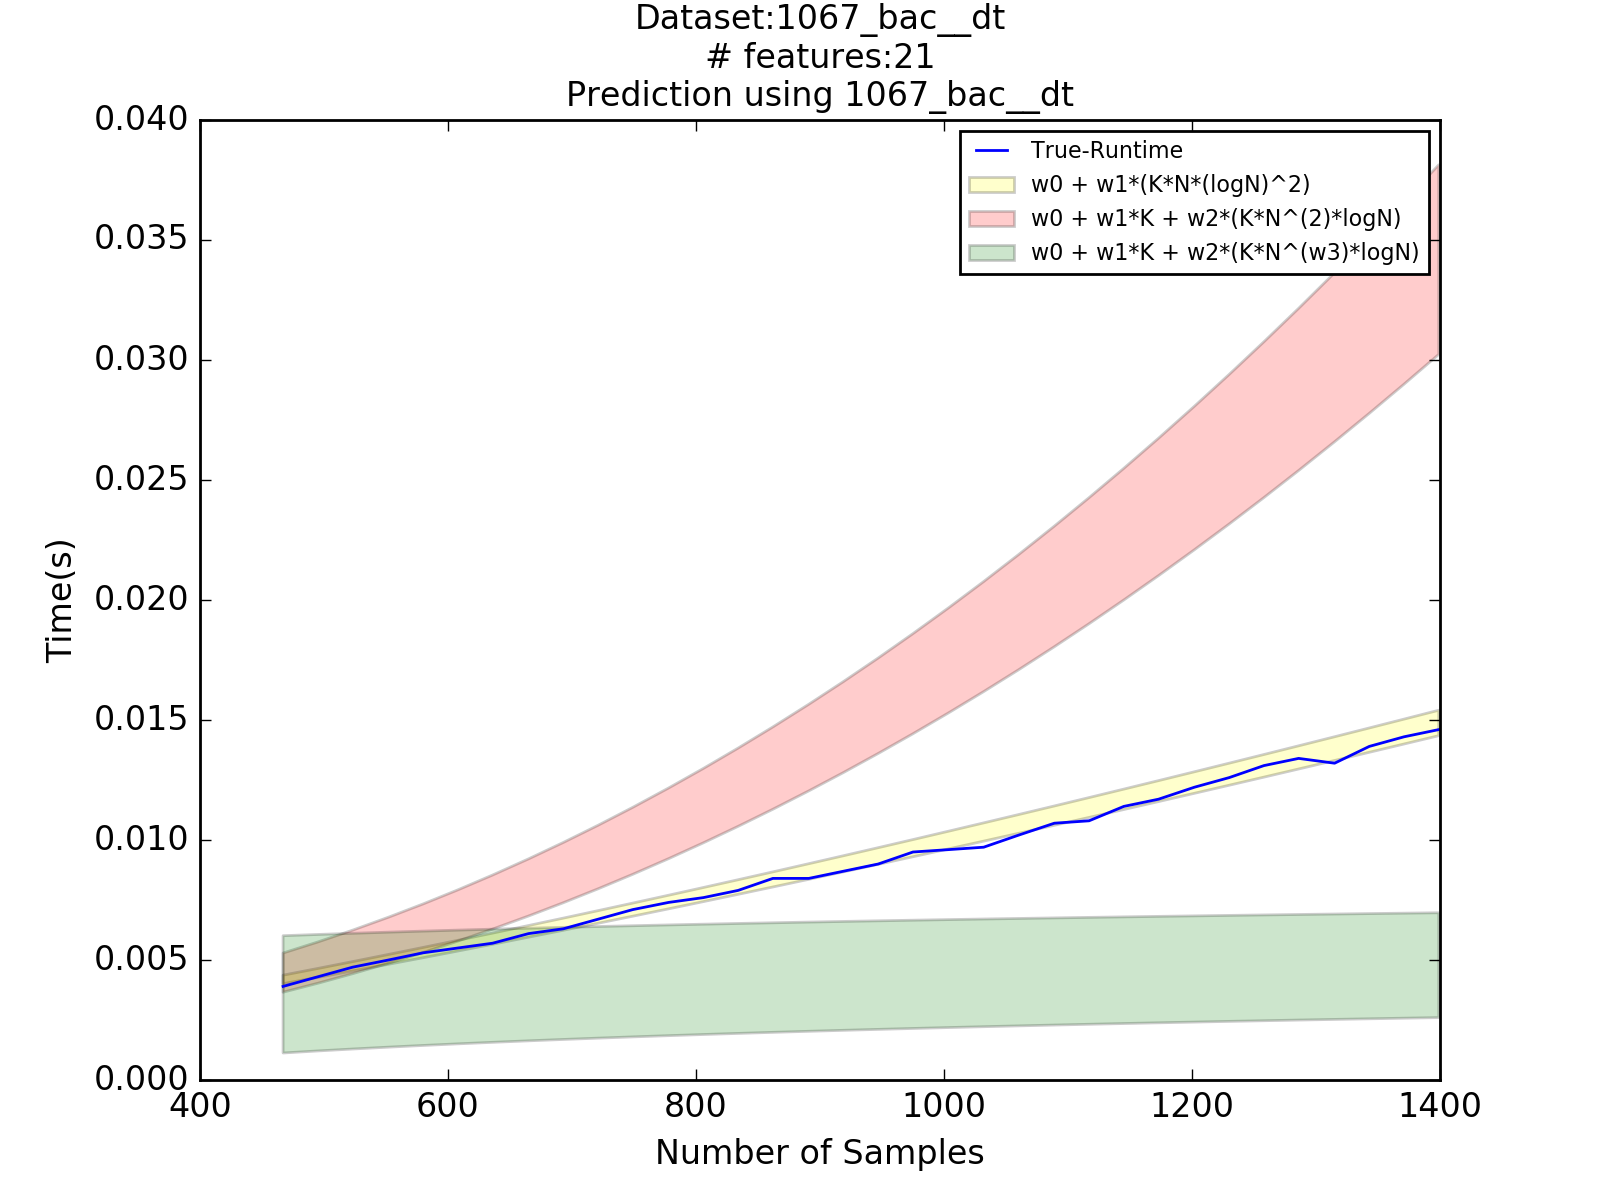 Dataset:1067_bac__dt
# features:21
Prediction using 1067_bac__dt
0.040
0.035
0.030
0.025
0.020
0.015
0.010
0.005
0.000
Time(s)
True-Runtime
w0 + w1*(K*N*(logN)^2)
w0 + w1*K + w2*(K*N^(2)*logN)
w0 + w1*K + w2*(K*N^(w3)*logN)
400 600 800 1000 1200 1400
Number of Samples